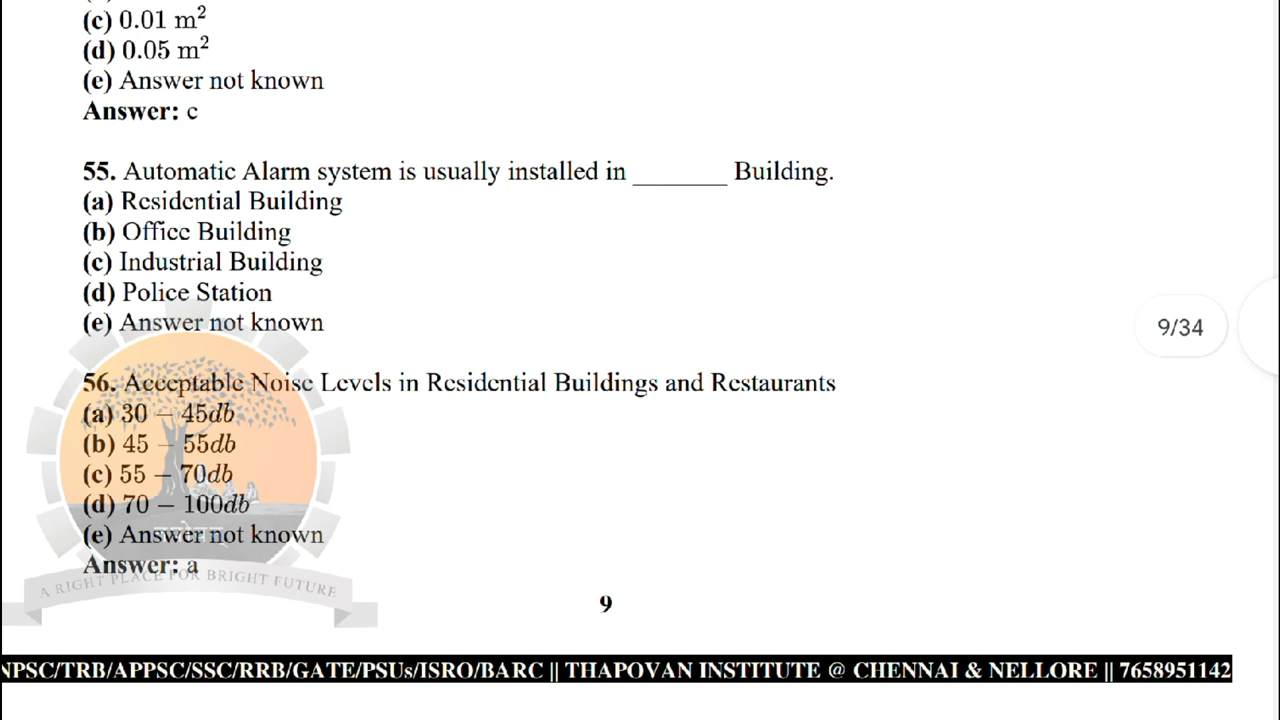 (c) 0.01 m²
(d) 0.05 m²
(e) Answer not known
Answer: c
55. Automatic Alarm system is usually installed in _______ Building.
(a) Residential Building
(b) Office Building
(c) Industrial Building
(d) Police Station
(e) Answer not known
9/34
56. Acceptable Noise Levels in Residential Buildings and Restaurants
(a) 30 – 45db
(b) 45 – 55db
(c) 55 – 70db
(d) 70 – 100db
(e) Answer not known
Answer: a
A RIGHT PLACE FOR BRIGHT FUTURE
9
NPSC/TRB/APPSC/SSC/RRB/GATE/PSUs/ISRO/BARC || THAPOVAN INSTITUTE @ CHENNAI & NELLORE || 7658951142